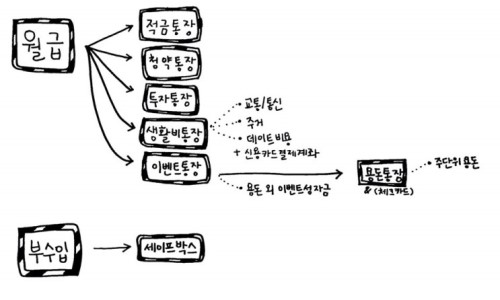 월급
적금통장
청약통장
투자통장
생활비통장
교통/통신
주거
데이트비용
+ 신용카드결제계좌
이벤트통장
용돈 외 이벤트성자금
용돈통장
& (체크카드)
주단위용돈
부수입
세이프박스